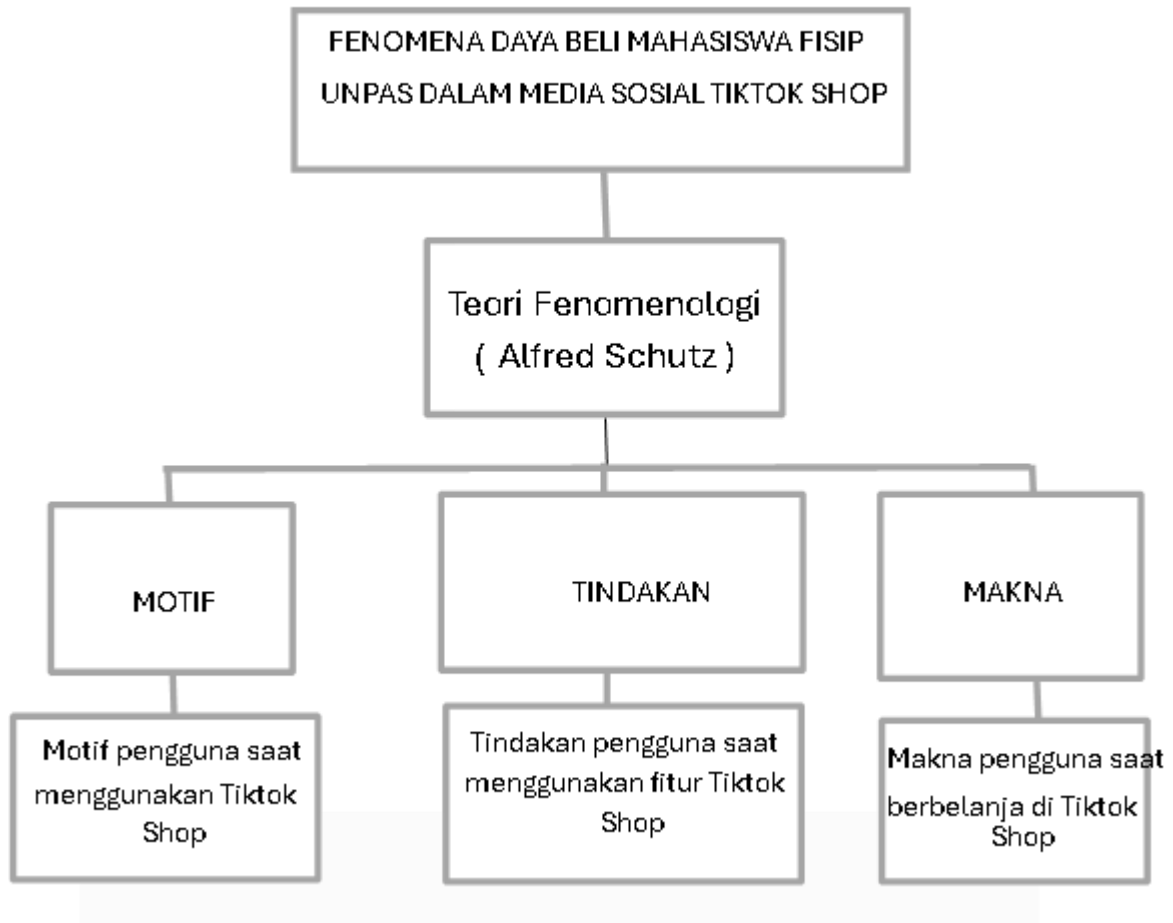 FENOMENA DAYA BELI MAHASISWA FISIP
UNPAS DALAM MEDIA SOSIAL TIKTOK SHOP
Teori Fenomenologi
( Alfred Schutz )
MOTIF
TINDAKAN
MAKNA
Motif pengguna saat
menggunakan Tiktok
Shop
Tindakan pengguna saat
menggunakan fitur Tiktok
Shop
Makna pengguna saat
berbelanja di Tiktok
Shop